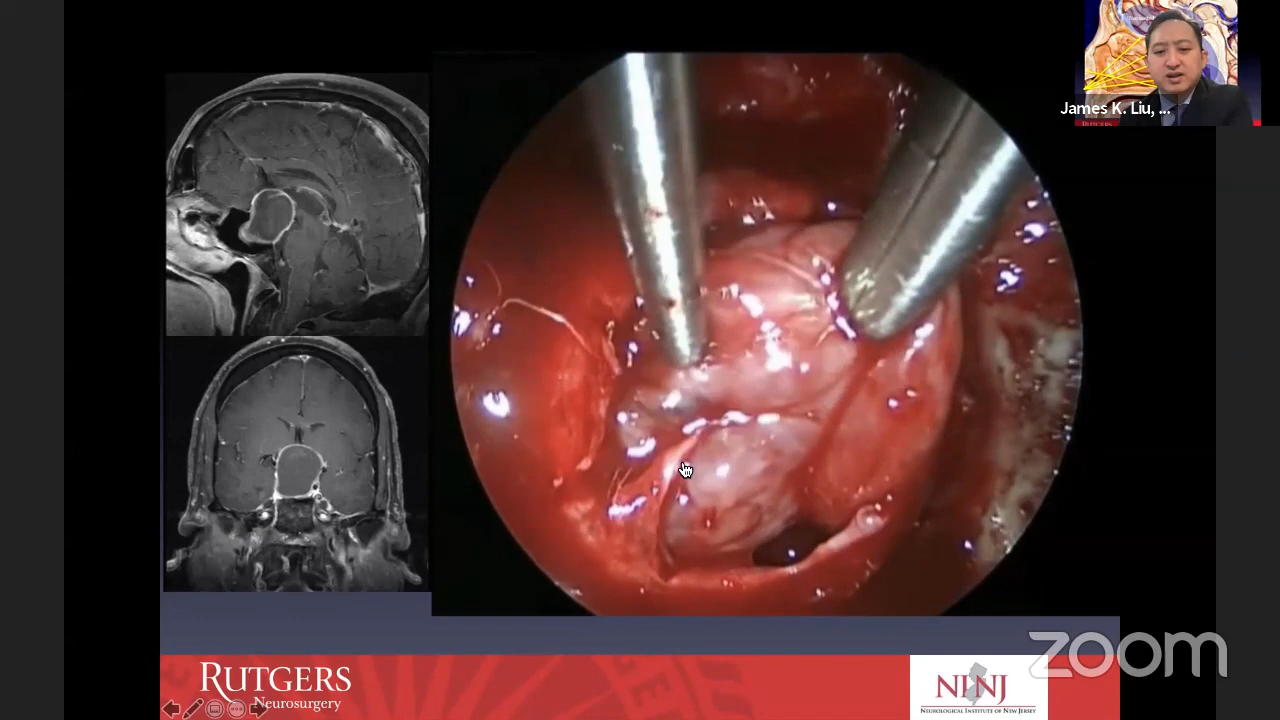 James K. Liu, ...
zoom
RUTGERS
Neurosurgery
NINJ
NEUROLOGICAL INSTITUTE OF NEW JERSEY